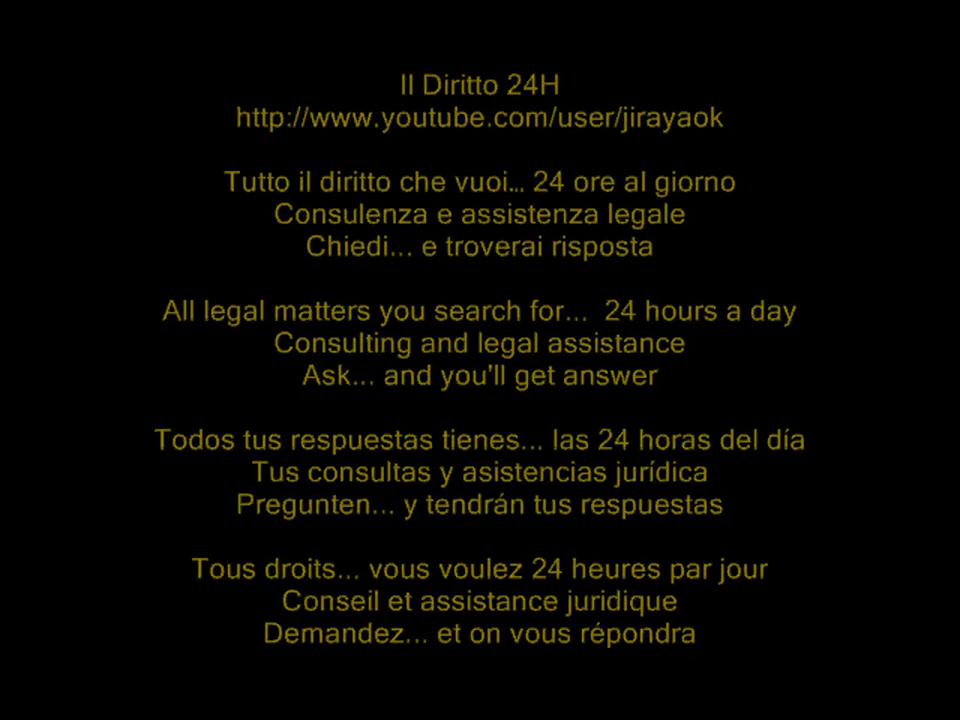 Il Diritto 24H
http://www.youtube.com/user/jirayaok
Tutto il diritto che vuoi... 24 ore al giorno
Consulenza e assistenza legale
Chiedi... e troverai risposta
All legal matters you search for...  24 hours a day
Consulting and legal assistance
Ask... and you'll get answer
Todos tus respuestas tienes... las 24 horas del día
Tus consultas y asistencias jurídica
Pregunten... y tendrán tus respuestas
Tous droits... vous voulez 24 heures par jour
Conseil et assistance juridique
Demandez... et on vous répondra